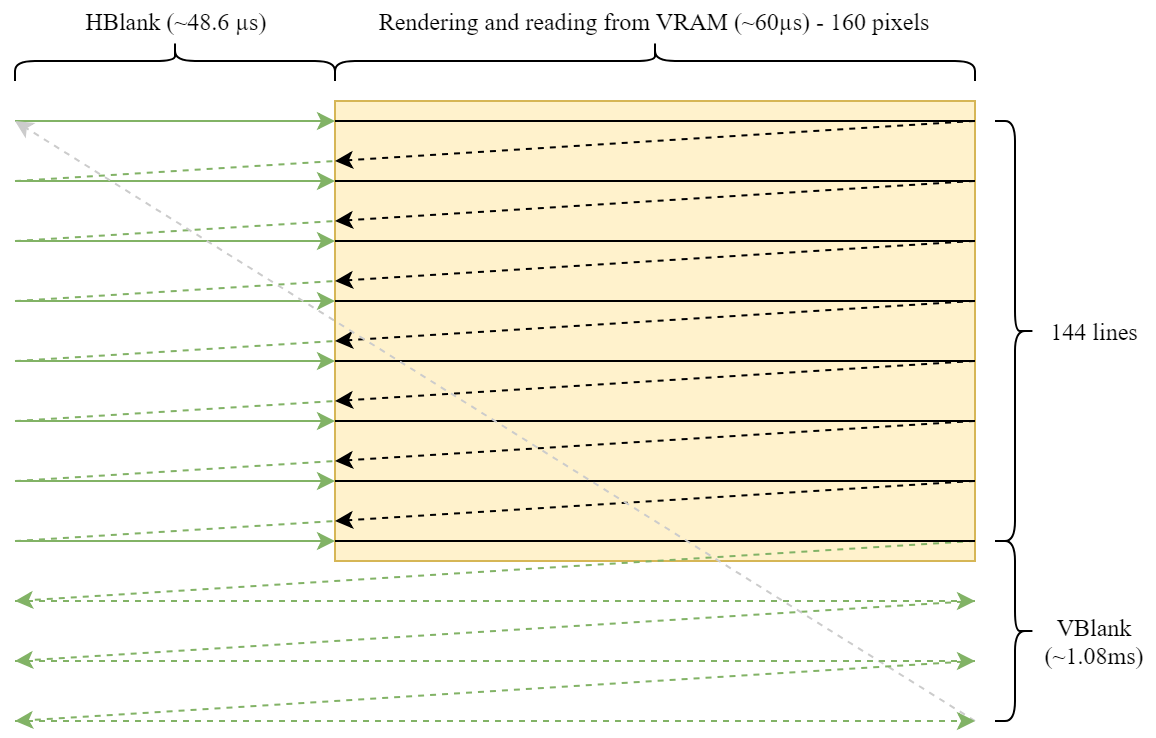 HBlank (~48.6 µs)
Rendering and reading from VRAM (~60µs) - 160 pixels
144 lines
VBlank
(~1.08ms)